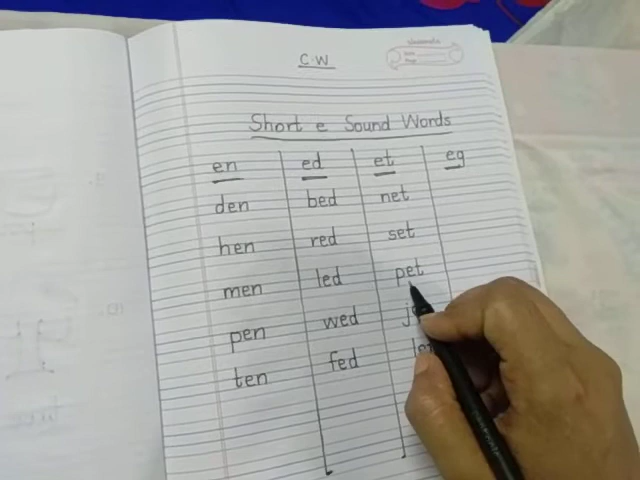 C.W
Short e Sound Words
en ed et eg
den bed net
hen red set
men led pet
pen wed
ten fed